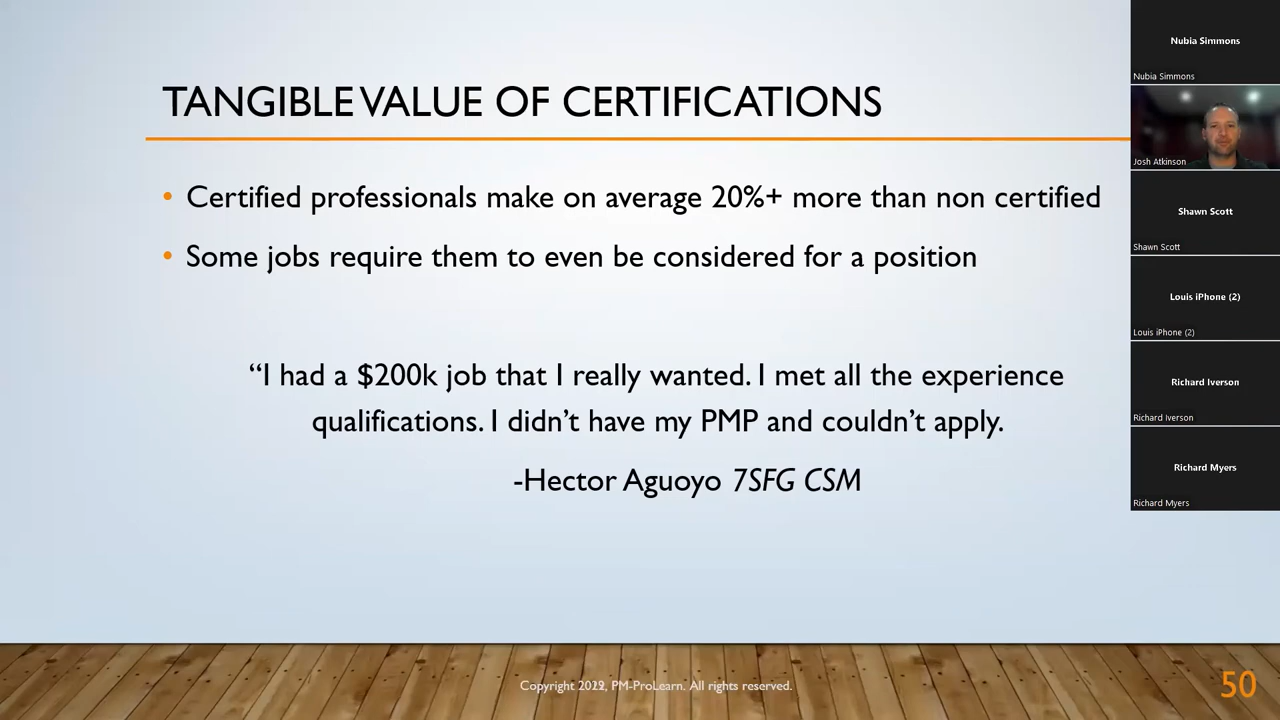 TANGIBLE VALUE OF CERTIFICATIONS
• Certified professionals make on average 20%+ more than non certified
• Some jobs require them to even be considered for a position
“I had a $200k job that I really wanted. I met all the experience
qualifications. I didn’t have my PMP and couldn’t apply.
-Hector Aguoyo 7SFG CSM
Copyright PM-ProLearn. All rights reserved.
50
Nubia Simmons
Nubia Simmons
Josh Atkinson
Shawn Scott
Shawn Scott
Louis iPhone (2)
Louis iPhone (2)
Richard Iverson
Richard Iverson
Richard Myers
Richard Myers